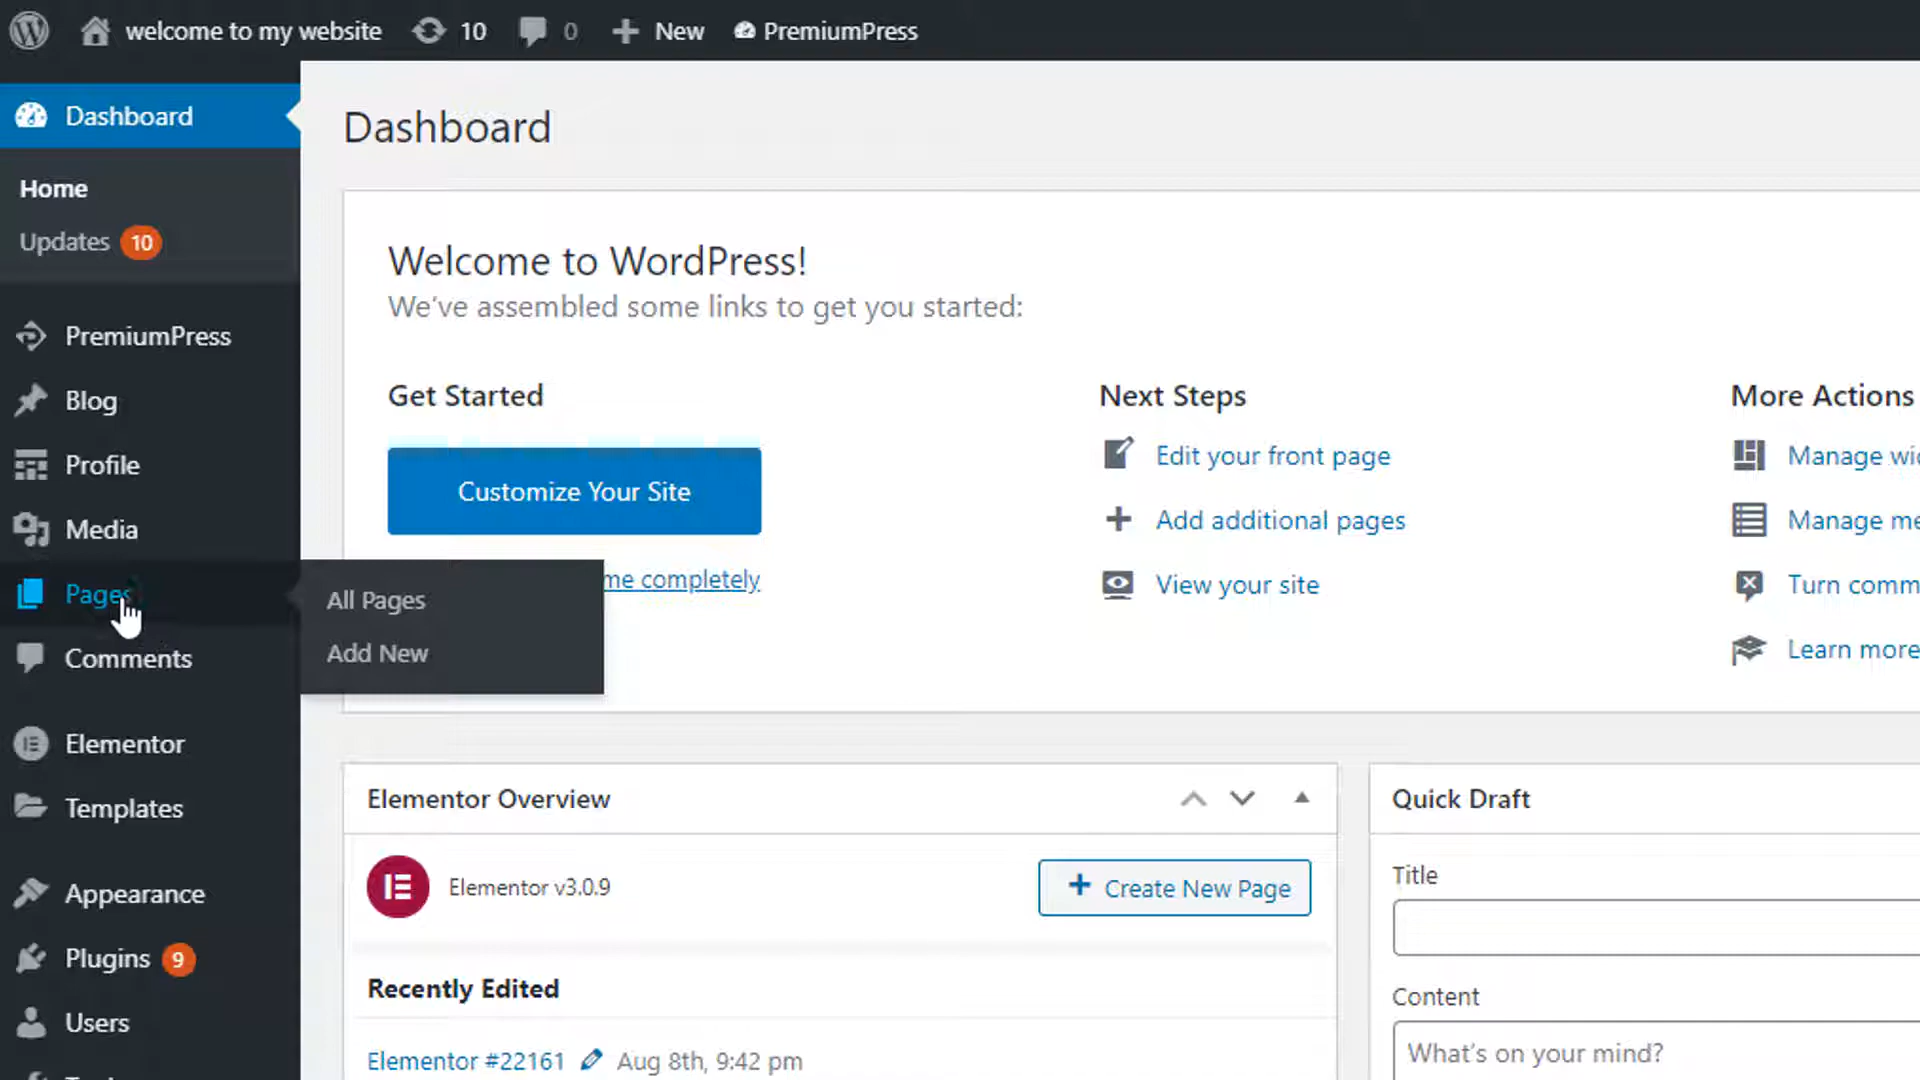 welcome to my website 10 0 New PremiumPress
Dashboard
Home
Updates 10
PremiumPress
Blog
Profile
Media
Pages
All Pages
Add New
Comments
Elementor
Templates
Appearance
Plugins 9
Users
Dashboard
Welcome to WordPress!
We've assembled some links to get you started:
Get Started
Customize Your Site
me completely
Next Steps
Edit your front page
Add additional pages
View your site
More Actions
Manage
Manage
Turn
Learn more
Elementor Overview
Elementor v3.0.9
Create New Page
Recently Edited
Elementor #22161 Aug 8th, 9:42 pm
Quick Draft
Title
Content
What's on your mind?